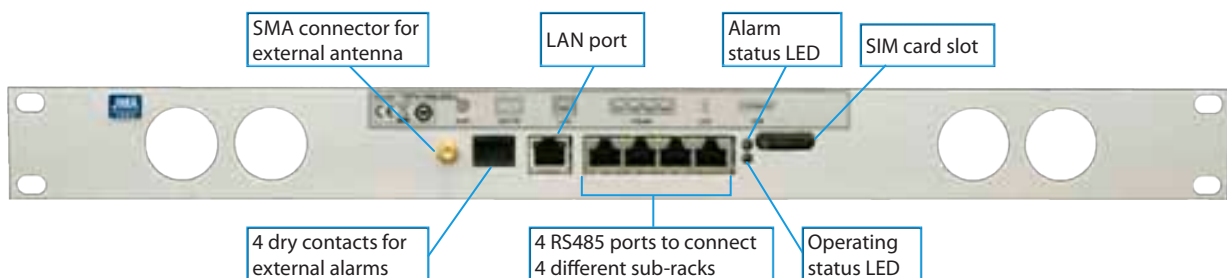 SMA connector for
external antenna
LAN port
Alarm
status LED
SIM card slot
JMA
4 dry contacts for
external alarms
4 RS485 ports to connect
4 different sub-racks
Operating
status LED